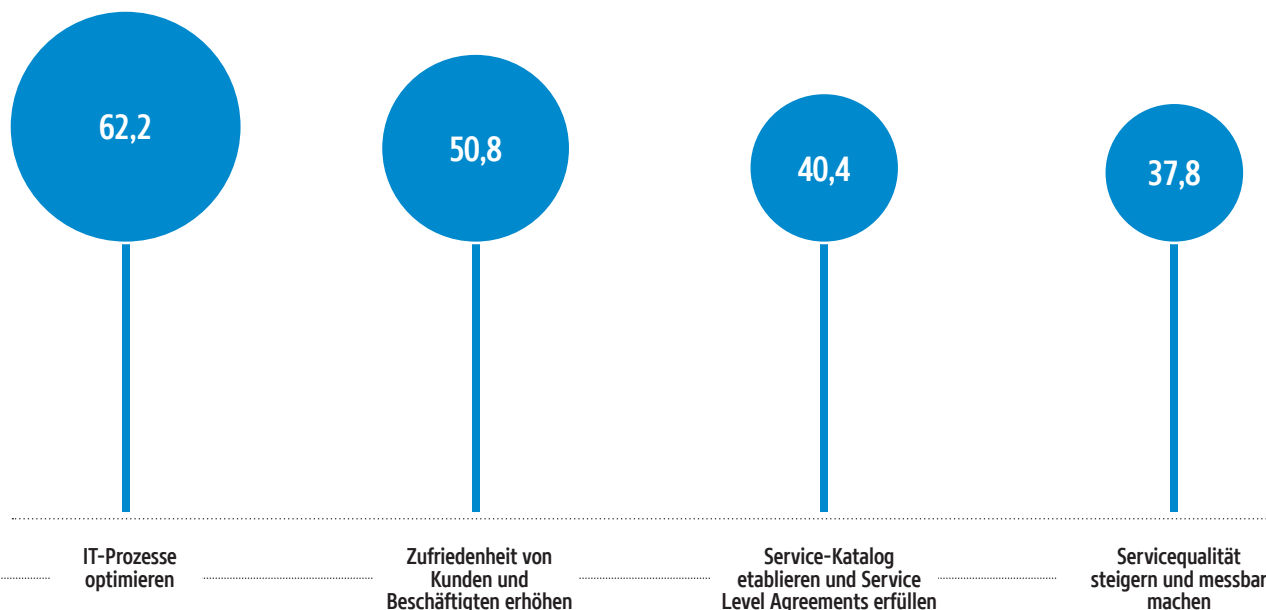 62,2
50,8
40,4
37,8
IT-Prozesse
optimieren
Zufriedenheit von
Kunden und
Beschäftigten erhöhen
Service-Katalog
etablieren und Service
Level Agreements erfüllen
Servicequalität
steigern und messbar
machen